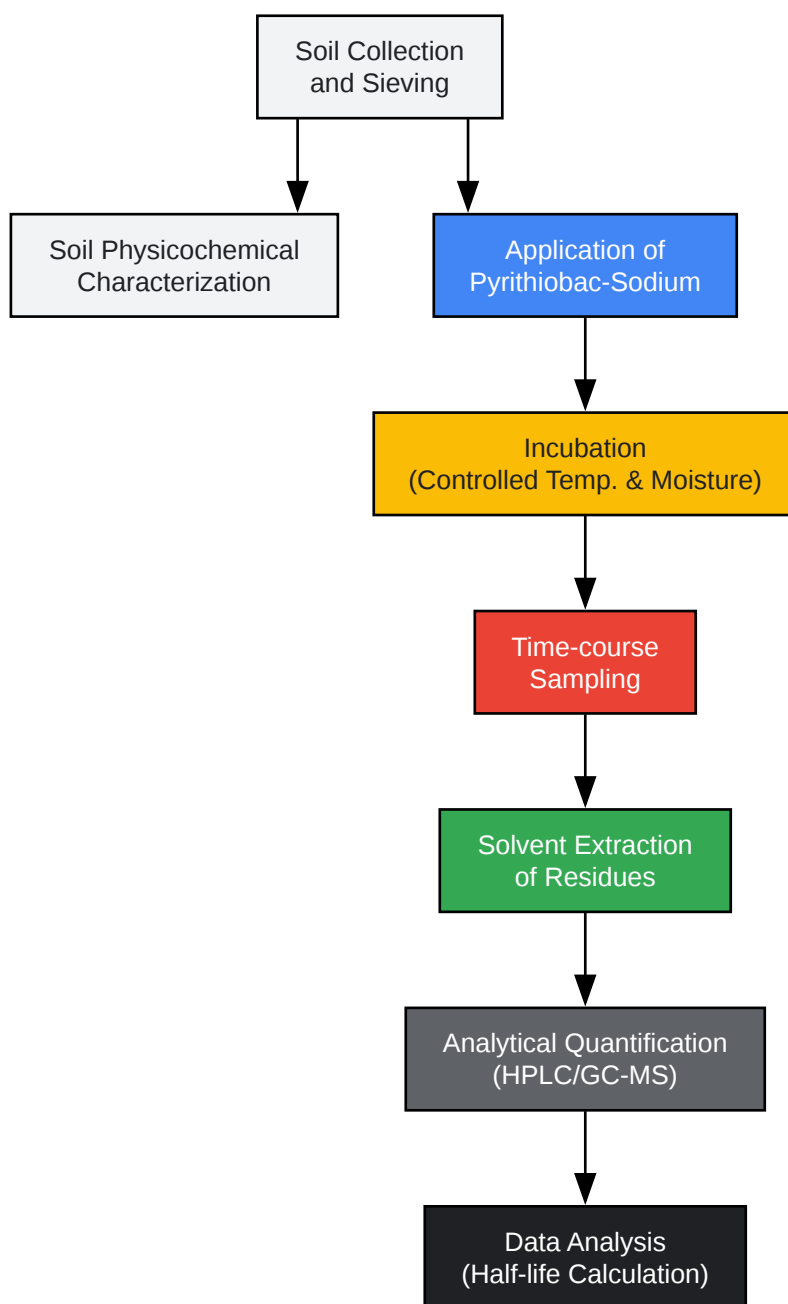 Soil Collection
and Sieving
Soil Physicochemical
Characterization
Application of
Pyrithiobac-Sodium
Incubation
(Controlled Temp. & Moisture)
Time-course
Sampling
Solvent Extraction
of Residues
Analytical Quantification
(HPLC/GC-MS)
Data Analysis
(Half-life Calculation)